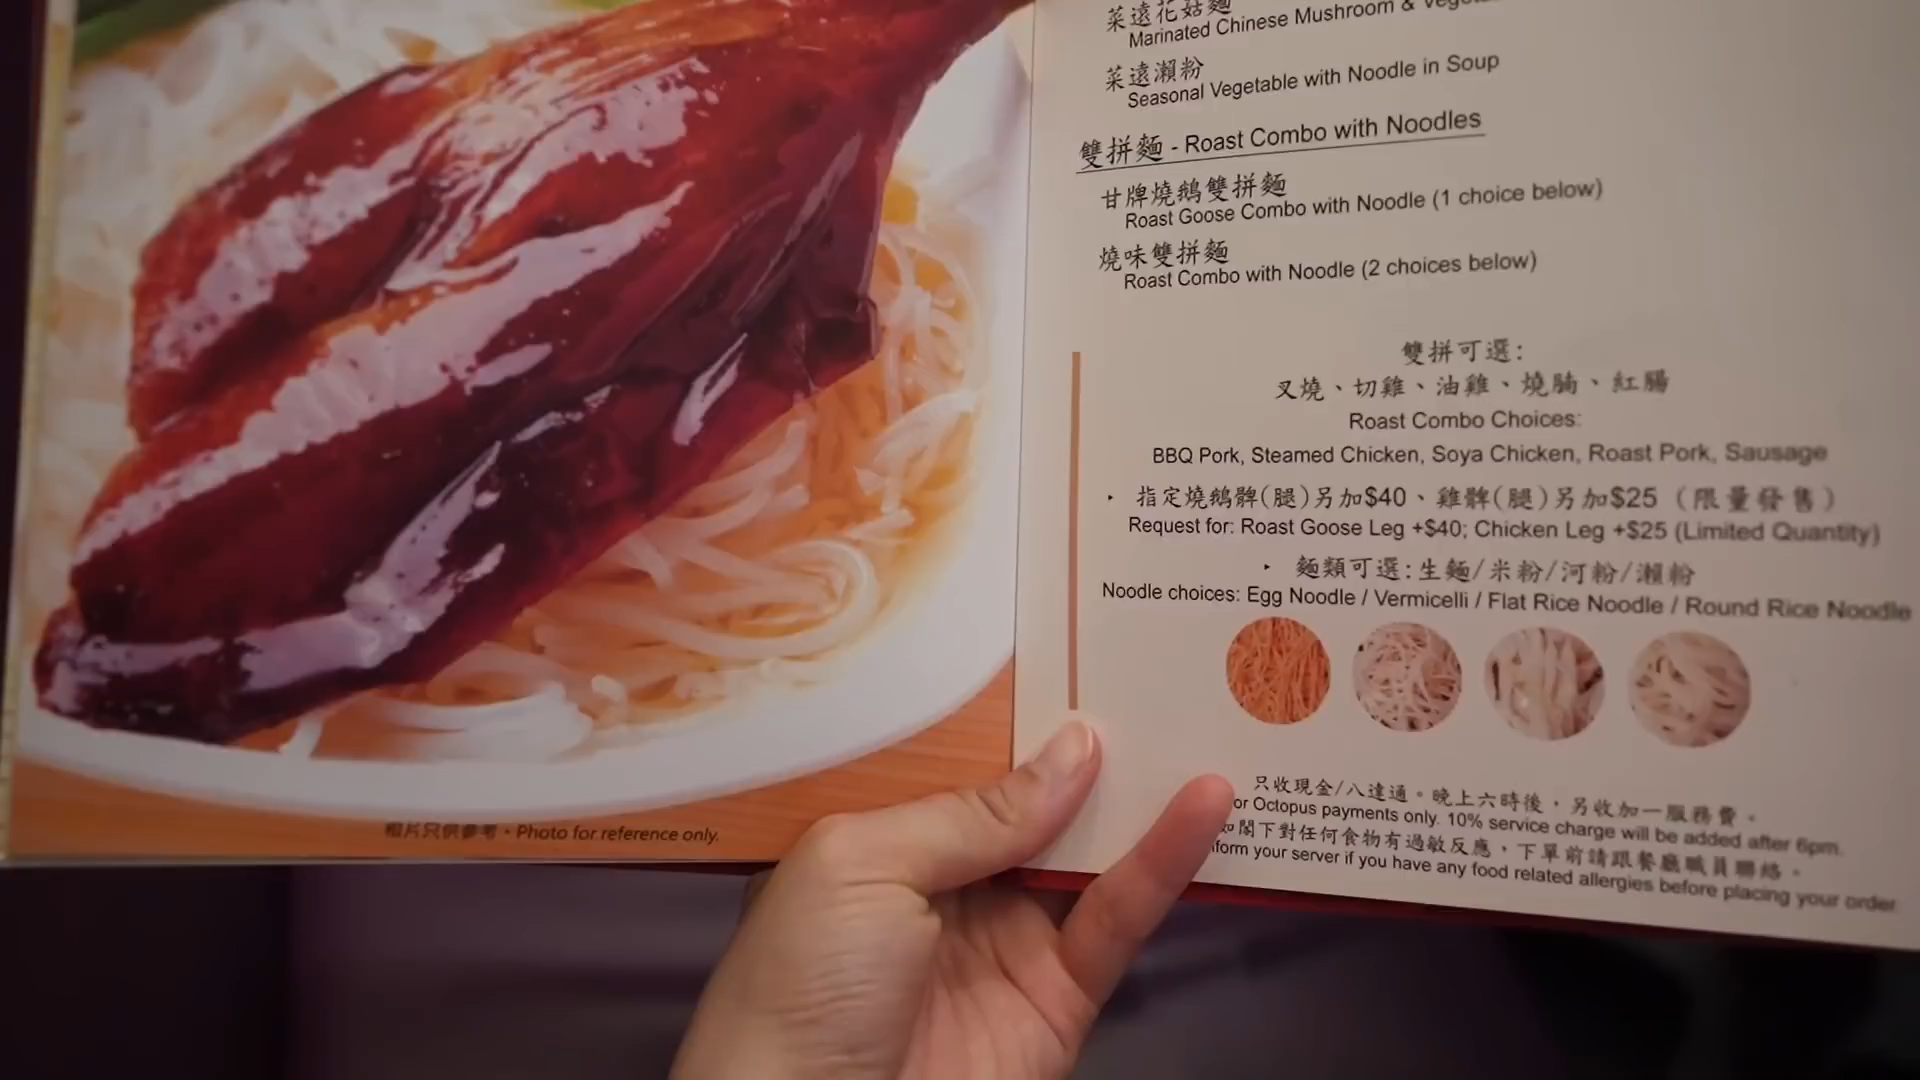 菜遠花菇麵
Marinated Chinese Mushroom &
菜遠瀨粉
Seasonal Vegetable with Noodle in Soup
雙拼麵 - Roast Combo with Noodles
甘牌燒鵝雙拼麵
Roast Goose Combo with Noodle (1 choice below)
燒味雙拼麵
Roast Combo with Noodle (2 choices below)
雙拼可選:
叉燒、切雞、油雞、燒腩、紅腸
Roast Combo Choices:
BBQ Pork, Steamed Chicken, Soya Chicken, Roast Pork, Sausage
‣ 指定燒鵝髀(腿)另加$40、雞髀(腿)另加$25 (限量發售)
Request for: Roast Goose Leg +$40; Chicken Leg +$25 (Limited Quantity)
‣ 麵類可選:生麵/米粉/河粉/瀨粉
Noodle choices: Egg Noodle / Vermicelli / Flat Rice Noodle / Round Rice Noodle
只收現金/八達通。晚上六時後，另收加一服務費。
or Octopus payments only. 10% service charge will be added after 6pm.
如閣下對任何食物有過敏反應，下單前請跟餐廳職員聯絡。
your server if you have any food related allergies before placing your order.
相片只供參考。Photo for reference only.